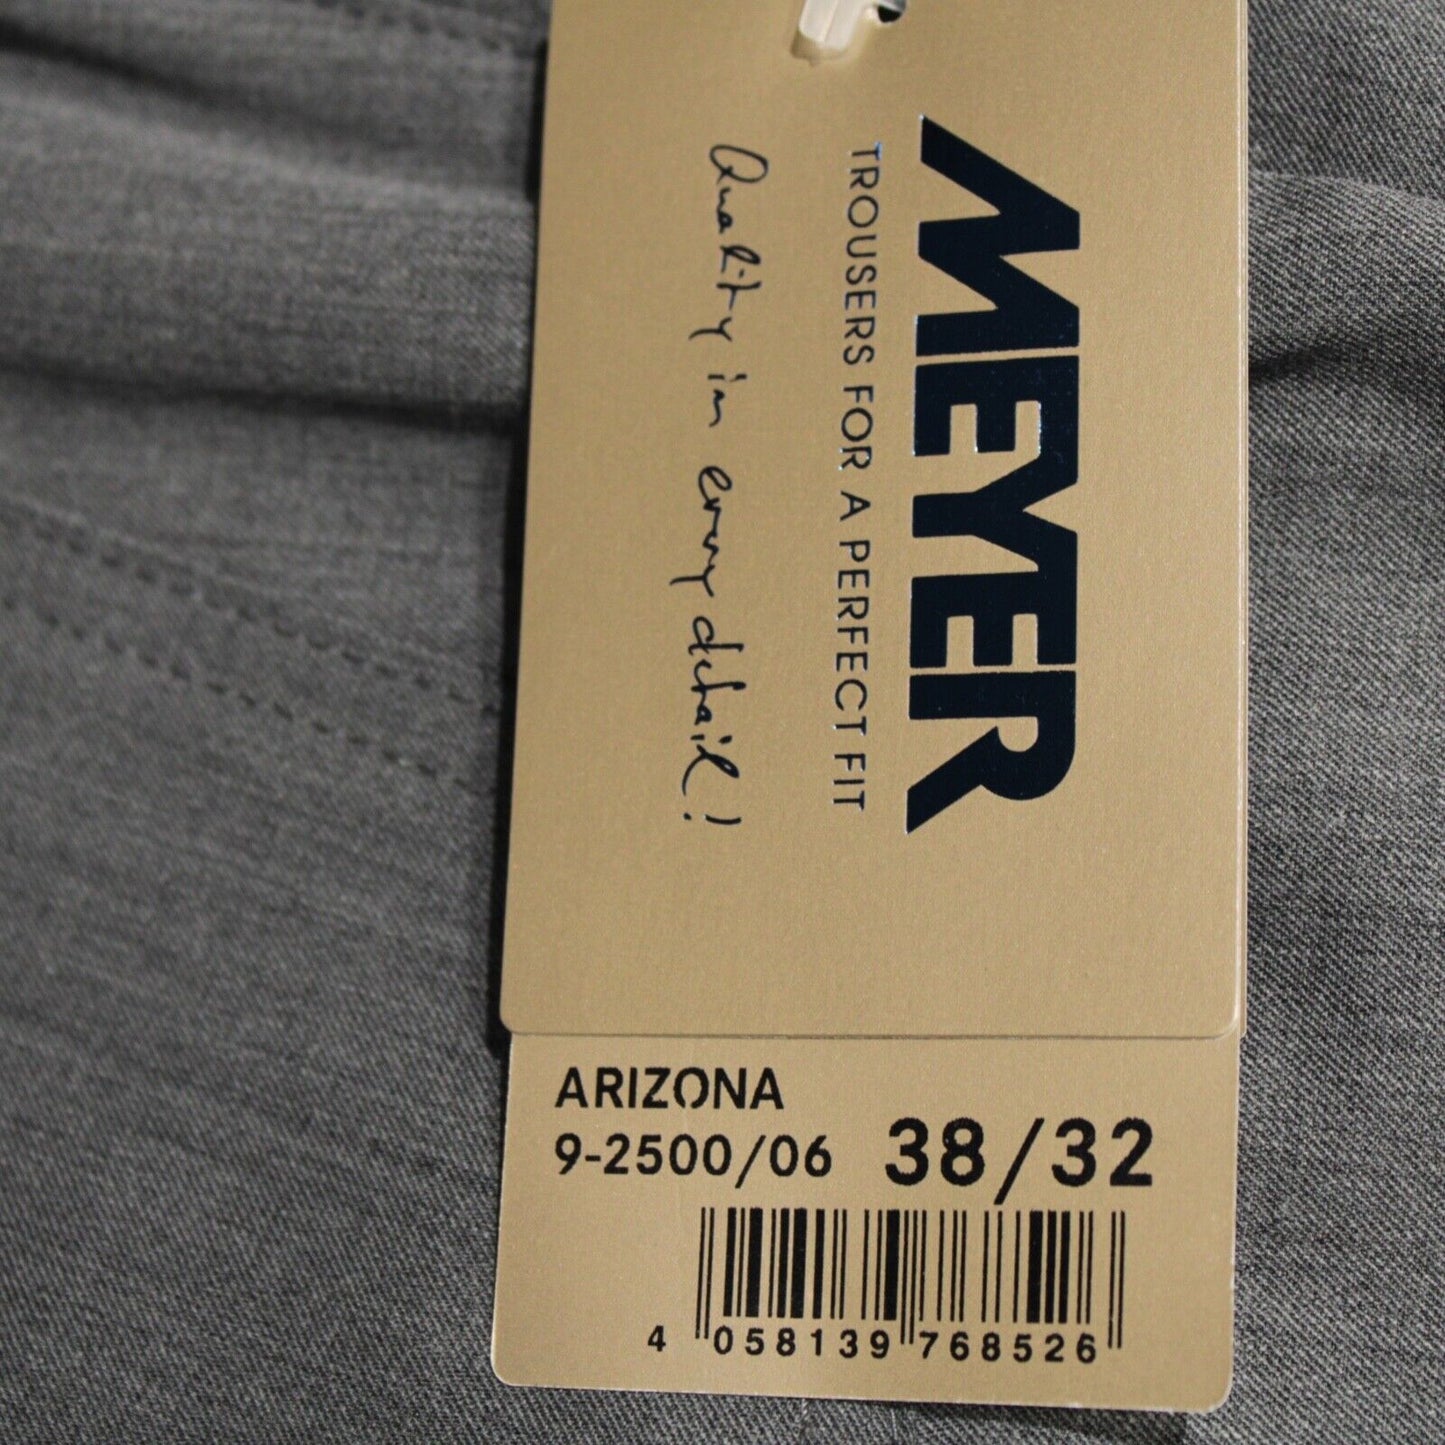 MEYER
TROUSERS FOR A PERFECT FIT
Quality in every detail!
ARIZONA
9-2500/06 38/32
4 058139 768526